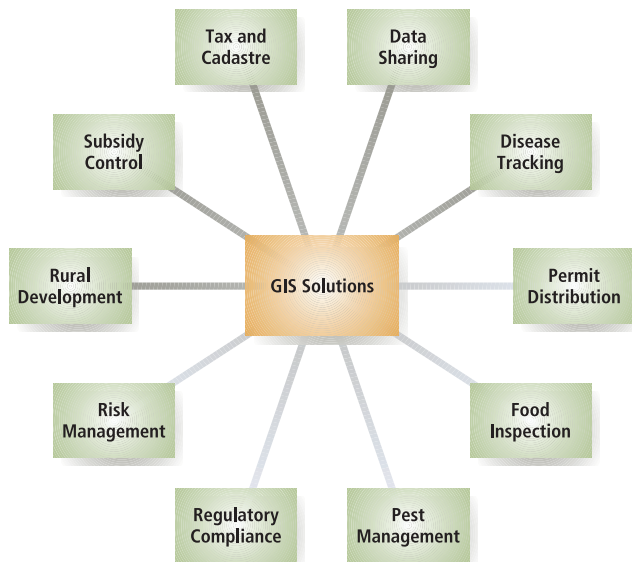 Tax and
Cadastre
Data
Sharing
Subsidy
Control
Disease
Tracking
Rural
Development
GIS Solutions
Permit
Distribution
Risk
Management
Food
Inspection
Regulatory
Compliance
Pest
Management